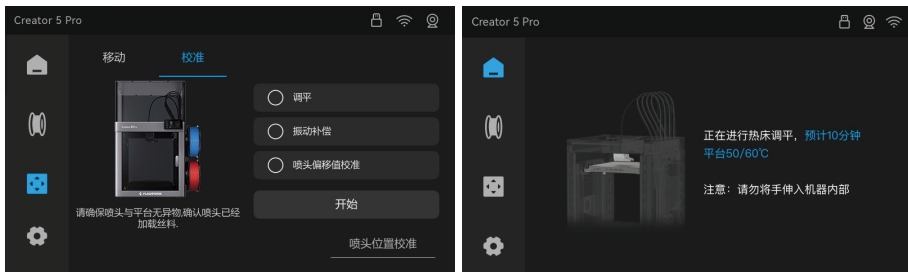 Creator 5 Pro
移动
校准
调平
振动补偿
喷头偏移值校准
开始
请确保喷头与平台无异物,确认喷头已经
加载丝料.
喷头位置校准
Creator 5 Pro
正在进行热床调平，预计10分钟
平台50/60℃
注意：请勿将手伸入机器内部